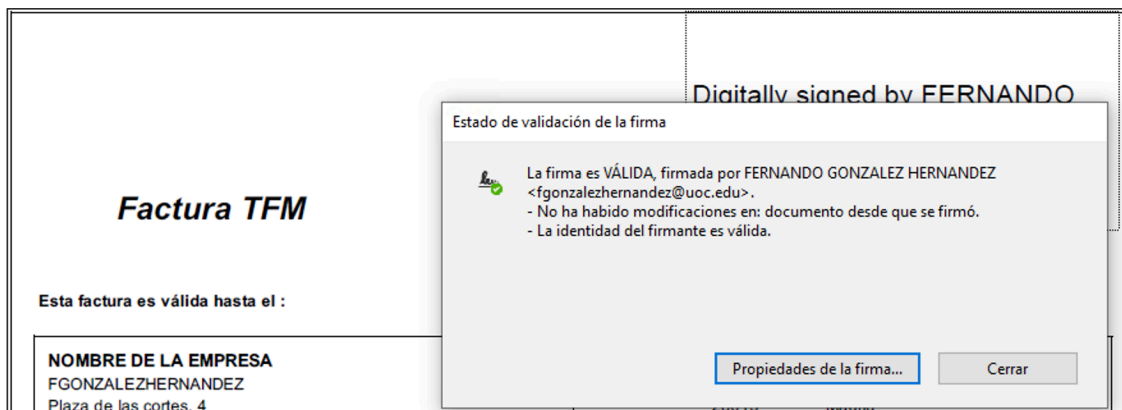 Digitally signed by FERNANDO
Estado de validación de la firma
La firma es VÁLIDA, firmada por FERNANDO GONZALEZ HERNANDEZ
<fgonzalezhernandez@uoc.edu>.
- No ha habido modificaciones en: documento desde que se firmó.
- La identidad del firmante es válida.
Factura TFM
Esta factura es válida hasta el :
NOMBRE DE LA EMPRESA
FGONZALEZHERNANDEZ
Plaza de las cortes, 4
Propiedades de la firma...
Cerrar